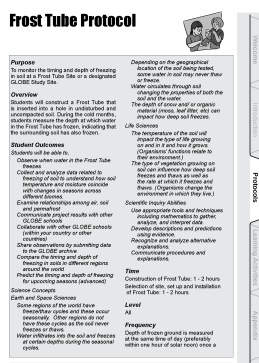 Frost Tube Protocol
Purpose
To monitor the timing and depth of freezing
in soil at a Frost Tube Site or a designated
GLOBE Study Site.
Overview
Students will construct a Frost Tube that
is inserted into a hole in undisturbed and
uncompacted soil. During the cold months,
students measure the depth at which water
in the Frost Tube has frozen, indicating that
the surrounding soil has also frozen.
Student Outcomes
Students will be able to,
Observe when water in the Frost Tube
freezes
Collect and analyze data related to
freezing of soil to understand how soil
temperature and moisture coincide
with changes in seasons across
different biomes.
Examine relationships among air, soil
and permafrost
Communicate project results with other
GLOBE schools
Collaborate with other GLOBE schools
(within your country or other
countries)
Share observations by submitting data
to the GLOBE archive
Compare the timing and depth of
freezing in soils in different regions
around the world
Predict the timing and depth of freezing
for upcoming seasons (advanced)
Science Concepts
Earth and Space Sciences
Some regions of the world have
freeze/thaw cycles and these occur
seasonally. Other regions do not
have these cycles as the soil never
freezes or thaws.
Water infiltrates into the soil and freezes
at certain depths during the seasonal
cycles.
Depending on the geographical
location of the soil being tested,
some water in soil may never thaw
or freeze.
Water circulates through soil
changing the properties of both the
soil and the water.
The depth of snow and/ or organic
material (moss, leaf litter, etc) can
impact how deep soil freezes.
Life Sciences
The temperature of the soil will
impact the type of life growing
on and in it and how it grows.
(Organisms' functions relate to
their environment.)
The type of vegetation growing on
soil can influence how deep soil
freezes and thaws as well as
the rate at which it freezes and
thaws. (Organisms change the
environment in which they live.)
Scientific Inquiry Abilities
Use appropriate tools and techniques
including mathematics to gather,
analyze, and interpret data.
Develop descriptions and predictions
using evidence.
Recognize and analyze alternative
explanations.
Communicate procedures and
explanations.
Time
Construction of Frost Tube: 1 - 2 hours
Selection of site, set up and installation
of Frost Tube: 1 - 2 hours
Level
All
Frequency
Depth of frozen ground is measured
at the same time of day (preferably
within one hour of solar noon) once a
Welcome
Introduction
Protocols
Learning Activities
Appendix